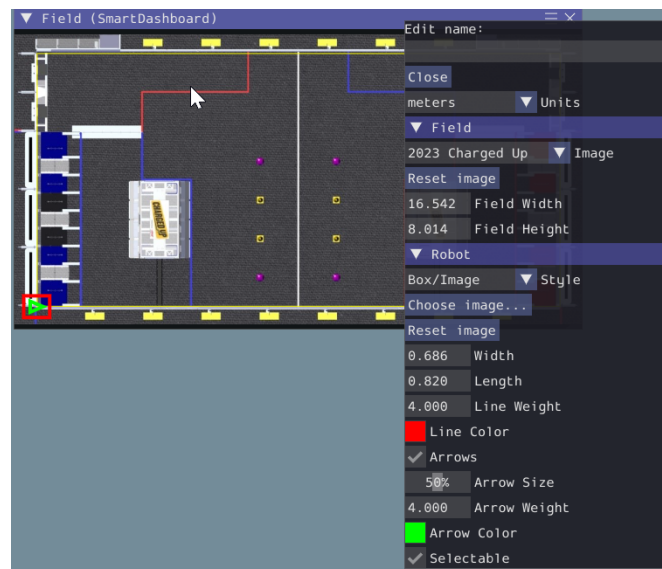 Field (SmartDashboard)
Edit name:
Close
meters Units
Field
2023 Charged Up Image
Reset image
16.542 Field Width
8.014 Field Height
Robot
Box/Image Style
Choose image...
Reset image
0.686 Width
0.820 Length
4.000 Line Weight
Line Color
Arrows
50% Arrow Size
4.000 Arrow Weight
Arrow Color
Selectable
CHARGED UP